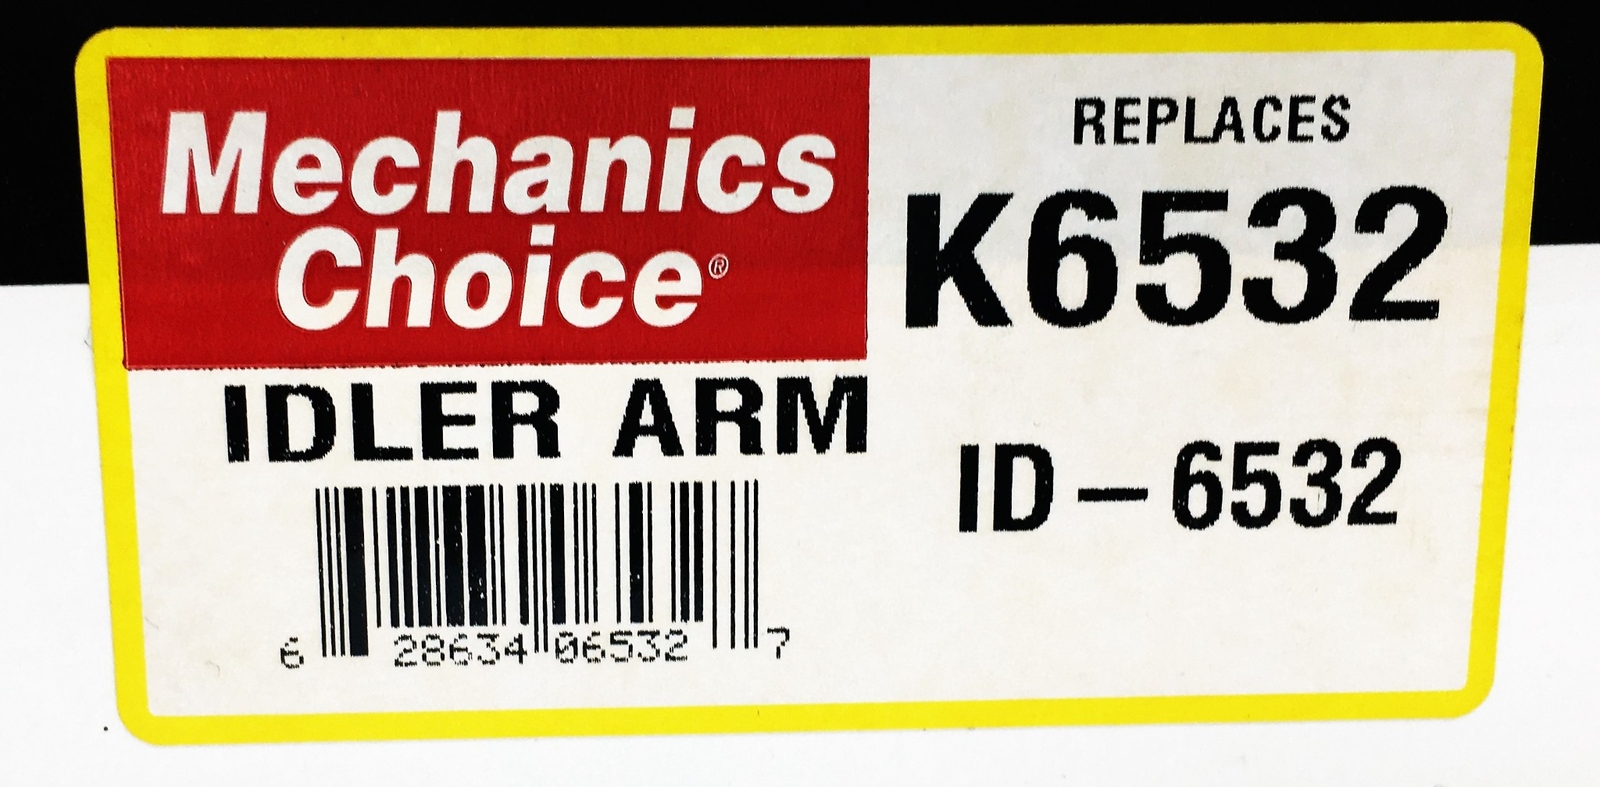 Mechanics
Choice®
IDLER ARM
6 28634 06532 7
REPLACES
K6532
ID-6532